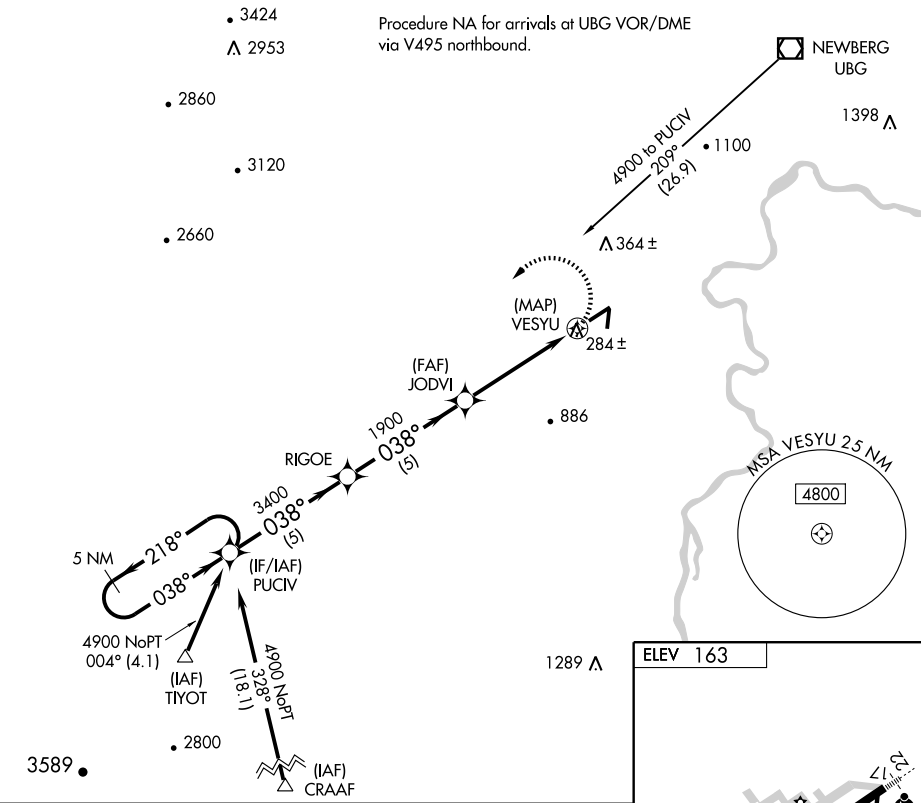 3424
2953
Procedure NA for arrivals at UBG VOR/DME
via V495 northbound.
NEWBERG
UBG
2860
1398
4900 to PUCIV
209°
(26.9)
1100
3120
2660
364 ±
(MAP)
VESYU
284 ±
(FAF)
JODVI
1900
038°
(5)
886
RIGOE
MSA VESYU 25 NM
4800
3400
038°
(5)
5 NM
218°
038°
(IF/IAF)
PUCIV
4900 NoPT
004° (4.1)
(IAF)
TIYOT
4900 NoPT
328°
(18.1)
1289
ELEV 163
2800
3589
(IAF)
CRAAF
22